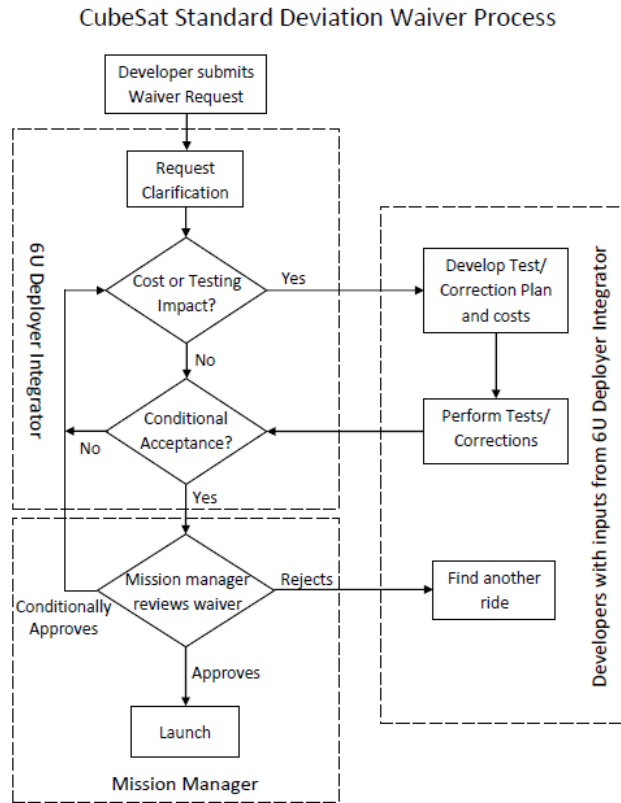 CubeSat Standard Deviation Waiver Process
Developer submits
Waiver Request
Request
Clarification
6U Deployer Integrator
Cost or Testing
Impact?
Yes
No
Develop Test/
Correction Plan
and costs
Conditional
Acceptance?
No
Yes
Perform Tests/
Corrections
Developers with inputs from 6U Deployer Integrator
Mission manager
reviews waiver
Rejects
Conditionally
Approves
Find another
ride
Approves
Launch
Mission Manager